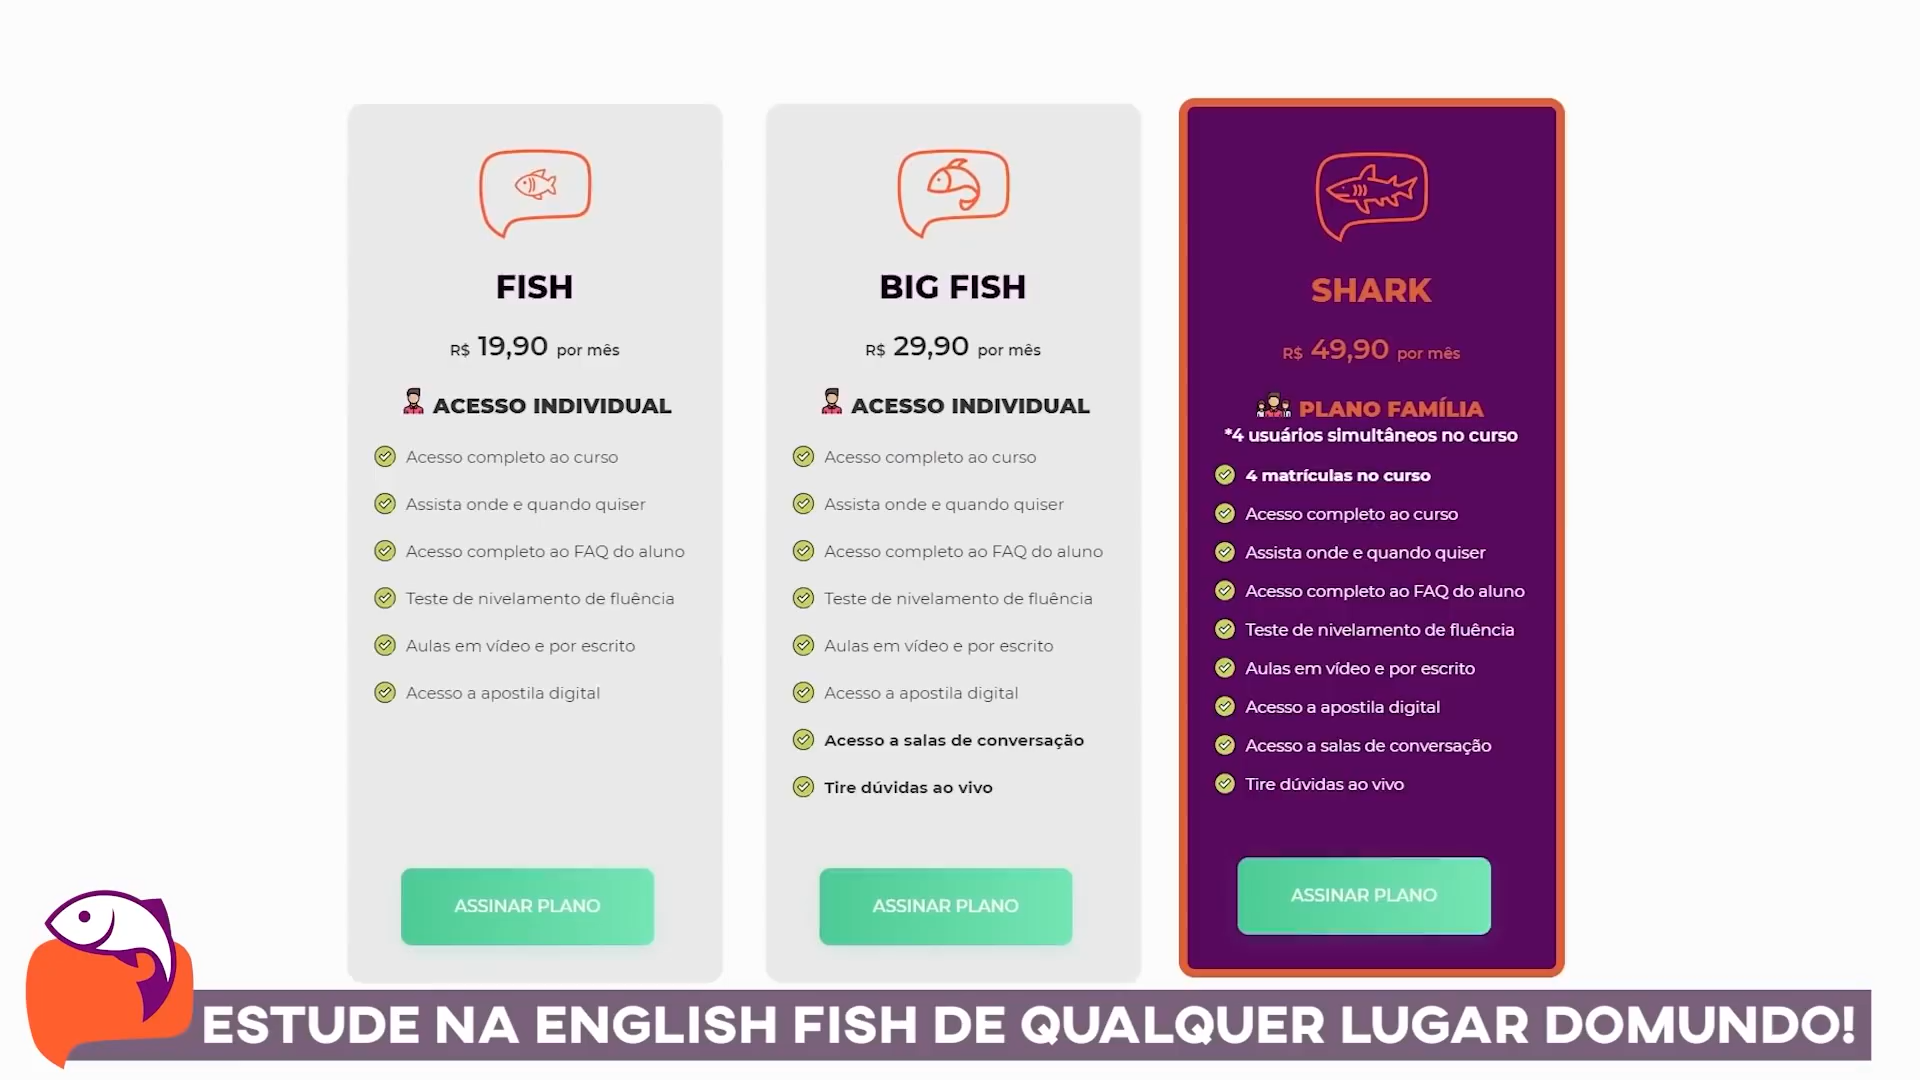 FISH
R$ 19,90 por mês
ACESSO INDIVIDUAL
Acesso completo ao curso
Assista onde e quando quiser
Acesso completo ao FAQ do aluno
Teste de nivelamento de fluência
Aulas em vídeo e por escrito
Acesso a apostila digital
ASSINAR PLANO
BIG FISH
R$ 29,90 por mês
ACESSO INDIVIDUAL
Acesso completo ao curso
Assista onde e quando quiser
Acesso completo ao FAQ do aluno
Teste de nivelamento de fluência
Aulas em vídeo e por escrito
Acesso a apostila digital
Acesso a salas de conversação
Tire dúvidas ao vivo
ASSINAR PLANO
SHARK
R$ 49,90 por mês
PLANO FAMÍLIA
*4 usuários simultâneos no curso
4 matrículas no curso
Acesso completo ao curso
Assista onde e quando quiser
Acesso completo ao FAQ do aluno
Teste de nivelamento de fluência
Aulas em vídeo e por escrito
Acesso a apostila digital
Acesso a salas de conversação
Tire dúvidas ao vivo
ASSINAR PLANO
ESTUDE NA ENGLISH FISH DE QUALQUER LUGAR DOMUNDO!